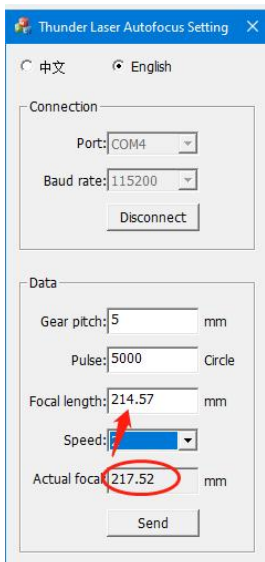 Thunder Laser Autofocus Setting
中文 English
Connection
Port: COM4
Baud rate: 115200
Disconnect
Data
Gear pitch: 5 mm
Pulse: 5000 Circle
Focal length: 214.57 mm
Speed:
Actual focal 217.52 mm
Send